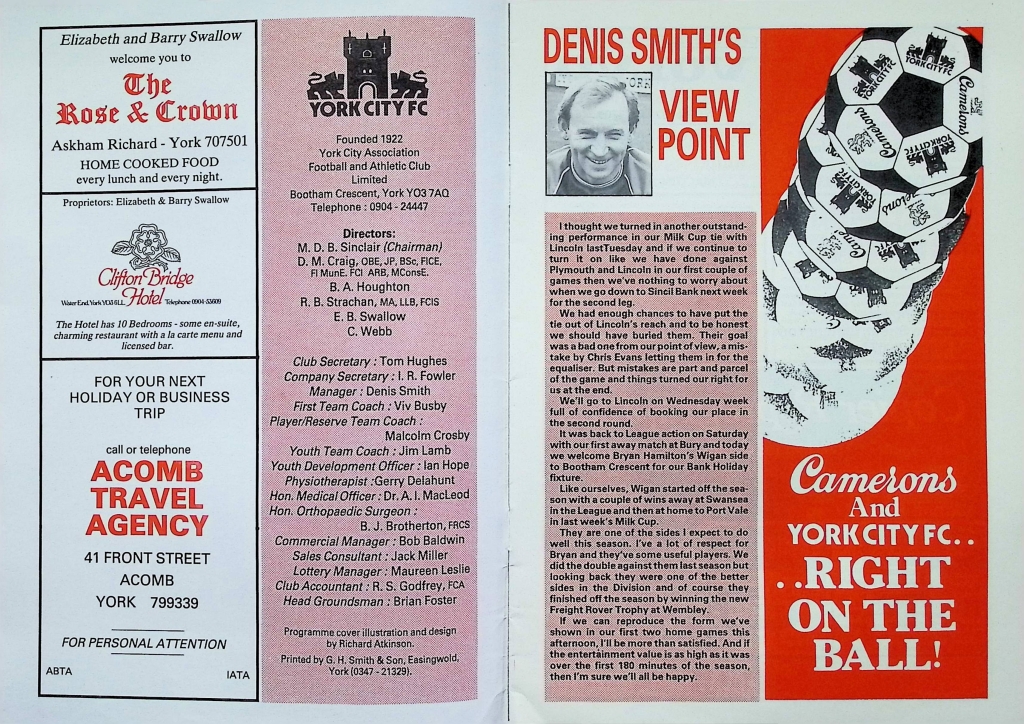 Elizabeth and Barry Swallow
welcome you to
The
Rose & Crown
Askham Richard - York 707501
HOME COOKED FOOD
every lunch and every night.
Proprietors: Elizabeth & Barry Swallow
Clifton Bridge
Hotel
Water End, York YO3 6LL. Telephone 0904-53609
The Hotel has 10 Bedrooms - some en-suite,
charming restaurant with a la carte menu and
licensed bar.
FOR YOUR NEXT
HOLIDAY OR BUSINESS
TRIP
call or telephone
ACOMB
TRAVEL
AGENCY
41 FRONT STREET
ACOMB
YORK 799339
FOR PERSONAL ATTENTION
ABTA
IATA
YORK CITY FC
Founded 1922
York City Association
Football and Athletic Club
Limited
Bootham Crescent, York YO3 7AQ
Telephone : 0904 - 24447
Directors:
M. D. B. Sinclair (Chairman)
D. M. Craig, OBE, JP, BSc, FICE,
FI MunE. FCI ARB, MConsE.
B. A. Houghton
R. B. Strachan, MA, LLB, FCIS
E. B. Swallow
C. Webb
Club Secretary : Tom Hughes
Company Secretary : I. R. Fowler
Manager : Denis Smith
First Team Coach : Viv Busby
Player/Reserve Team Coach :
Malcolm Crosby
Youth Team Coach : Jim Lamb
Youth Development Officer : Ian Hope
Physiotherapist :Gerry Delahunt
Hon. Medical Officer : Dr. A. I. MacLeod
Hon. Orthopaedic Surgeon :
B. J. Brotherton, FRCS
Commercial Manager : Bob Baldwin
Sales Consultant : Jack Miller
Lottery Manager : Maureen Leslie
Club Accountant : R. S. Godfrey, FCA
Head Groundsman : Brian Foster
Programme cover illustration and design
by Richard Atkinson.
Printed by G. H. Smith & Son, Easingwold,
York (0347 - 21329).
DENIS SMITH'S
VIEW
POINT
I thought we turned in another outstand-
ing performance in our Milk Cup tie with
Lincoln lastTuesday and if we continue to
turn it on like we have done against
Plymouth and Lincoln in our first couple of
games then we've nothing to worry about
when we go down to Sincil Bank next week
for the second leg.
We had enough chances to have put the
tie out of Lincoln's reach and to be honest
we should have buried them. Their goal
was a bad one from our point of view, a mis-
take by Chris Evans letting them in for the
equaliser. But mistakes are part and parcel
of the game and things turned our right for
us at the end.
We'll go to Lincoln on Wednesday week
full of confidence of booking our place in
the second round.
It was back to League action on Saturday
with our first away match at Bury and today
we welcome Bryan Hamilton's Wigan side
to Bootham Crescent for our Bank Holiday
fixture.
Like ourselves, Wigan started off the sea-
son with a couple of wins away at Swansea
in the League and then at home to Port Vale
in last week's Milk Cup.
They are one of the sides I expect to do
well this season. I've a lot of respect for
Bryan and they've some useful players. We
did the double against them last season but
looking back they were one of the better
sides in the Division and of course they
finished off the season by winning the new
Freight Rover Trophy at Wembley.
If we can reproduce the form we've
shown in our first two home games this
afternoon, I'll be more than satisfied. And if
the entertainment value is as high as it was
over the first 180 minutes of the season,
then I'm sure we'll all be happy.
YORK CITY FC
YORK CITY FC
Camerons
Camerons
YORK CITY FC
YORK CITY FC
Camerons
Camerons
And
YORK CITY FC. .
. .RIGHT
ON THE
BALL!